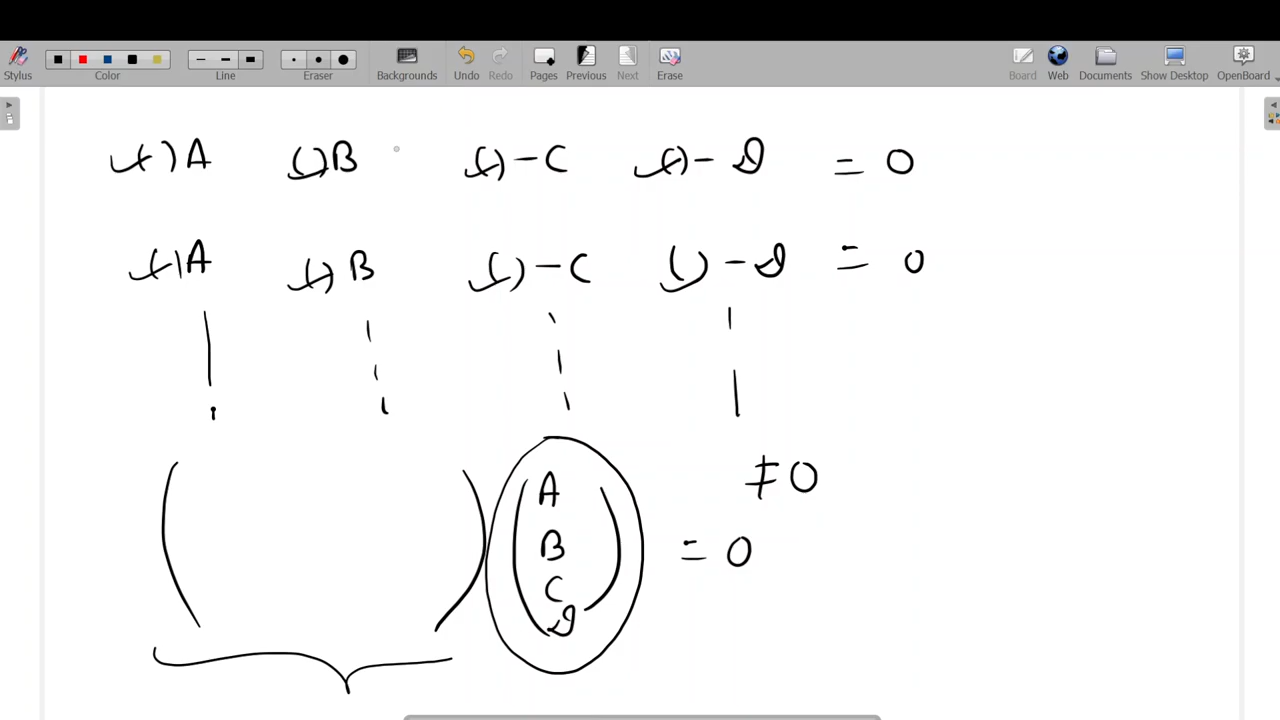 Stylus Color Line Eraser Backgrounds Undo Redo Pages Previous Next Erase Board Web Documents Show Desktop OpenBoard
( )A ( )B ( )-C ( )-D = 0
( )A ( )B ( )-C ( )-D = 0
≠ 0
( ) ( A B C D ) = 0